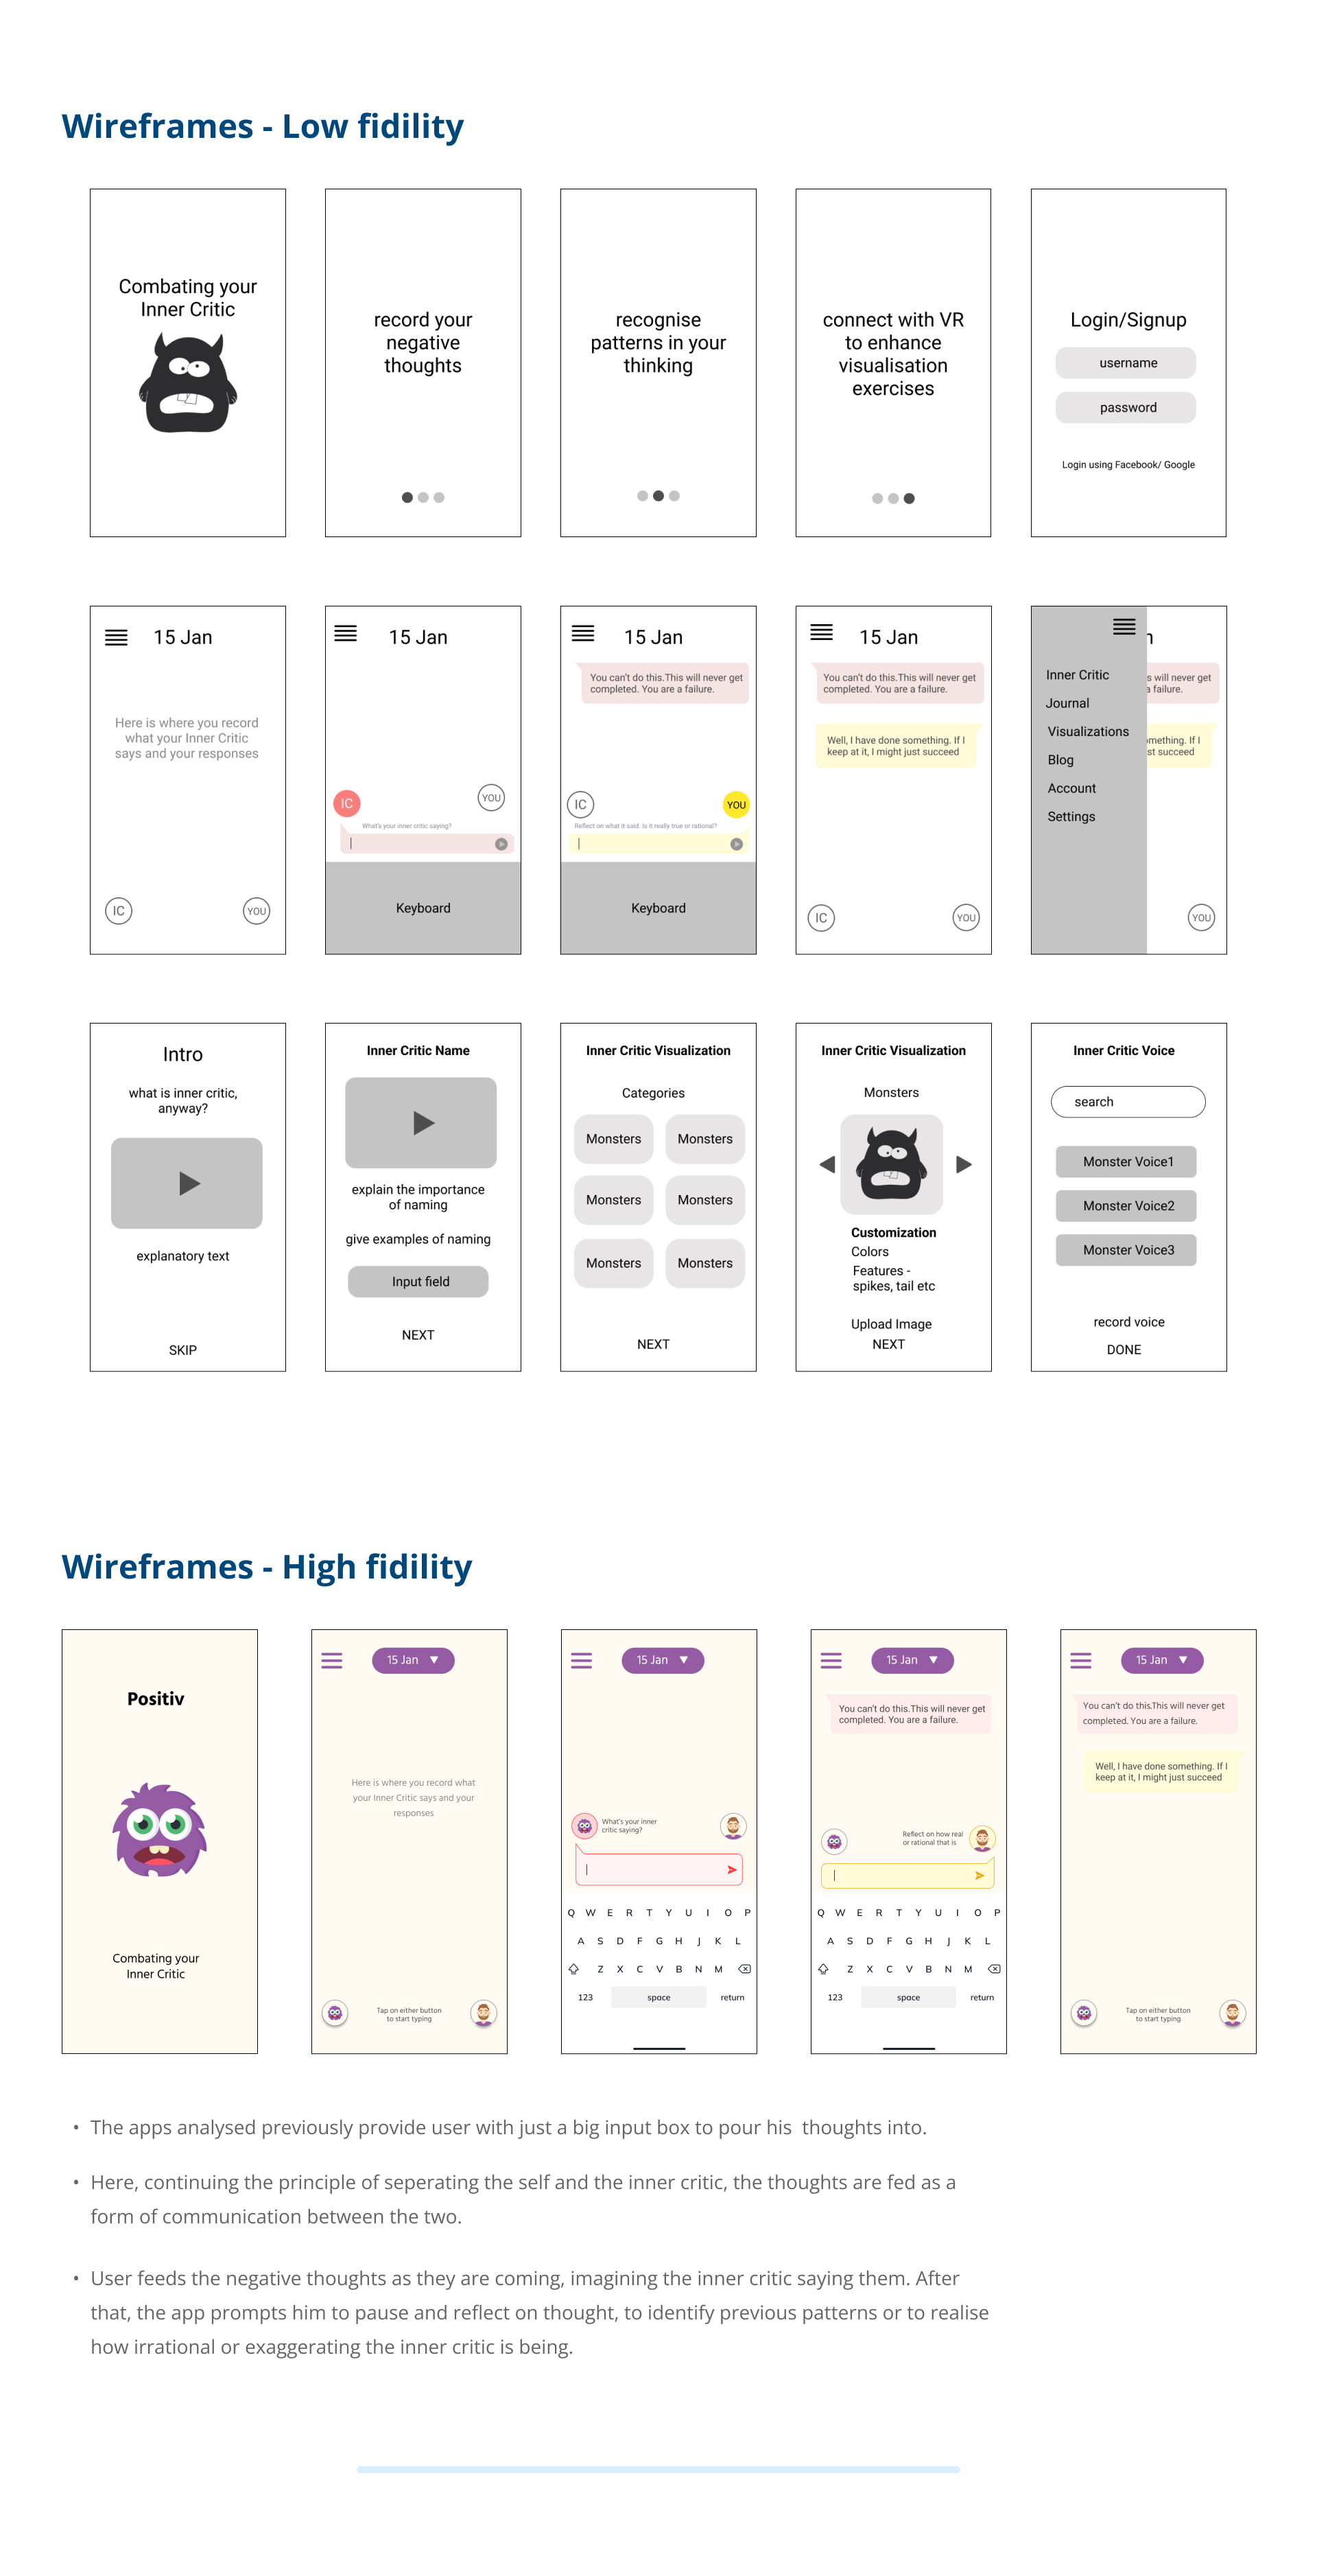 Wireframes - Low fidility
Combating your
Inner Critic
record your
negative
thoughts
recognise
patterns in your
thinking
connect with VR
to enhance
visualisation
exercises
Login/Signup
username
password
Login using Facebook/ Google
15 Jan
Here is where you record
what your Inner Critic
says and your responses
IC
YOU
15 Jan
IC
YOU
What's your inner critic saying?
Keyboard
15 Jan
You can't do this.This will never get
completed. You are a failure.
IC
YOU
Reflect on what it said. Is it really true or rational?
Keyboard
15 Jan
You can't do this.This will never get
completed. You are a failure.
Well, I have done something. If I
keep at it, I might just succeed
IC
YOU
n
Inner Critic
Journal
Visualizations
Blog
Account
Settings
s will never get
a failure.
omething. If I
st succeed
YOU
Intro
what is inner critic,
anyway?
explanatory text
SKIP
Inner Critic Name
explain the importance
of naming
give examples of naming
Input field
NEXT
Inner Critic Visualization
Categories
Monsters Monsters
Monsters Monsters
Monsters Monsters
NEXT
Inner Critic Visualization
Monsters
Customization
Colors
Features -
spikes, tail etc
Upload Image
NEXT
Inner Critic Voice
search
Monster Voice1
Monster Voice2
Monster Voice3
record voice
DONE
Wireframes - High fidility
Positiv
Combating your
Inner Critic
15 Jan
Here is where you record what
your Inner Critic says and your
responses
Tap on either button
to start typing
15 Jan
What's your inner
critic saying?
Q W E R T Y U I O P
A S D F G H J K L
Z X C V B N M
123 space return
15 Jan
You can't do this.This will never get
completed. You are a failure.
Reflect on how real
or rational that is
Q W E R T Y U I O P
A S D F G H J K L
Z X C V B N M
123 space return
15 Jan
You can't do this.This will never get
completed. You are a failure.
Well, I have done something. If I
keep at it, I might just succeed
Tap on either button
to start typing
• The apps analysed previously provide user with just a big input box to pour his  thoughts into.
• Here, continuing the principle of seperating the self and the inner critic, the thoughts are fed as a
form of communication between the two.
• User feeds the negative thoughts as they are coming, imagining the inner critic saying them. After
that, the app prompts him to pause and reflect on thought, to identify previous patterns or to realise
how irrational or exaggerating the inner critic is being.